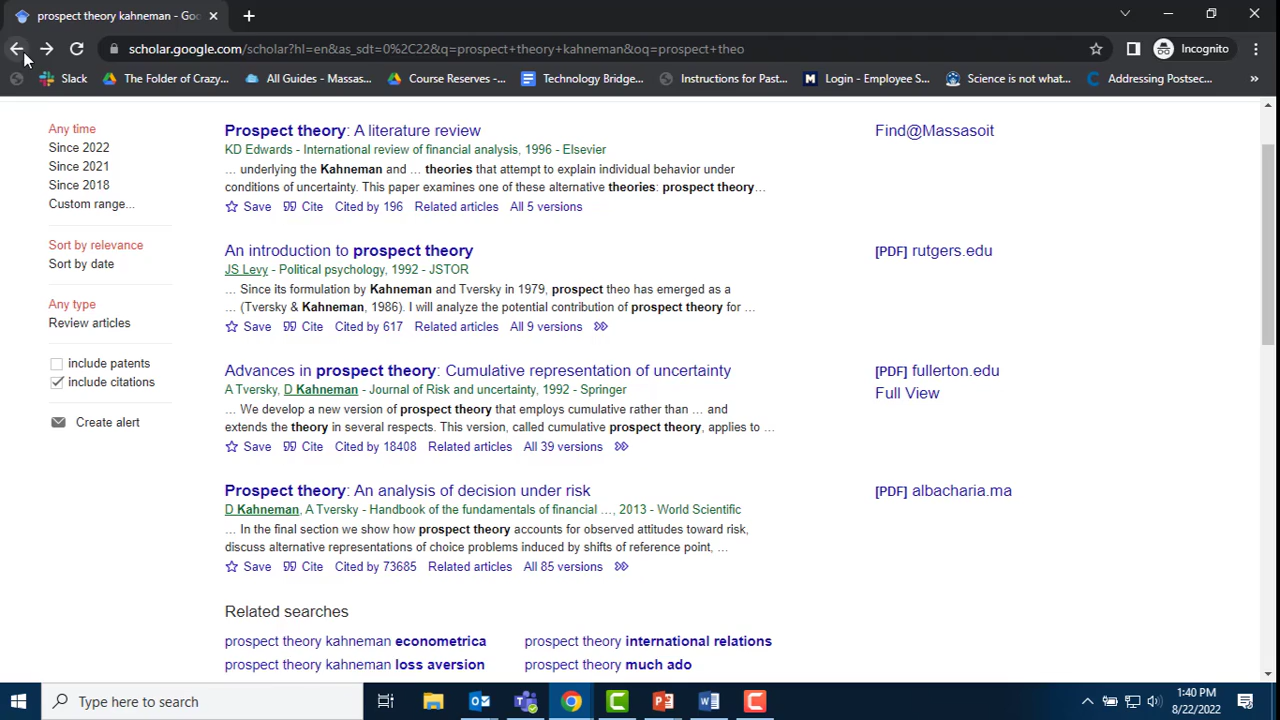 prospect theory kahneman - Goo
scholar.google.com/scholar?hl=en&as_sdt=0%2C22&q=prospect+theory+kahneman&oq=prospect+theo
Incognito
Slack
The Folder of Crazy...
All Guides - Massas...
Course Reserves -...
Technology Bridge...
Instructions for Past...
Login - Employee S...
Science is not what...
Addressing Postsec...
Any time
Since 2022
Since 2021
Since 2018
Custom range...
Sort by relevance
Sort by date
Any type
Review articles
include patents
include citations
Create alert
Prospect theory: A literature review
Find@Massasoit
KD Edwards - International review of financial analysis, 1996 - Elsevier
... underlying the Kahneman and ... theories that attempt to explain individual behavior under
conditions of uncertainty. This paper examines one of these alternative theories: prospect theory...
Save Cite Cited by 196 Related articles All 5 versions
An introduction to prospect theory
[PDF] rutgers.edu
JS Levy - Political psychology, 1992 - JSTOR
... Since its formulation by Kahneman and Tversky in 1979, prospect theo has emerged as a
... (Tversky & Kahneman, 1986). I will analyze the potential contribution of prospect theory for ...
Save Cite Cited by 617 Related articles All 9 versions
Advances in prospect theory: Cumulative representation of uncertainty
[PDF] fullerton.edu
A Tversky, D Kahneman - Journal of Risk and uncertainty, 1992 - Springer
Full View
... We develop a new version of prospect theory that employs cumulative rather than ... and
extends the theory in several respects. This version, called cumulative prospect theory, applies to ...
Save Cite Cited by 18408 Related articles All 39 versions
Prospect theory: An analysis of decision under risk
[PDF] albacharia.ma
D Kahneman, A Tversky - Handbook of the fundamentals of financial ..., 2013 - World Scientific
... In the final section we show how prospect theory accounts for observed attitudes toward risk,
discuss alternative representations of choice problems induced by shifts of reference point, ...
Save Cite Cited by 73685 Related articles All 85 versions
Related searches
prospect theory kahneman econometrica
prospect theory international relations
prospect theory kahneman loss aversion
prospect theory much ado
Type here to search
1:40 PM
8/22/2022